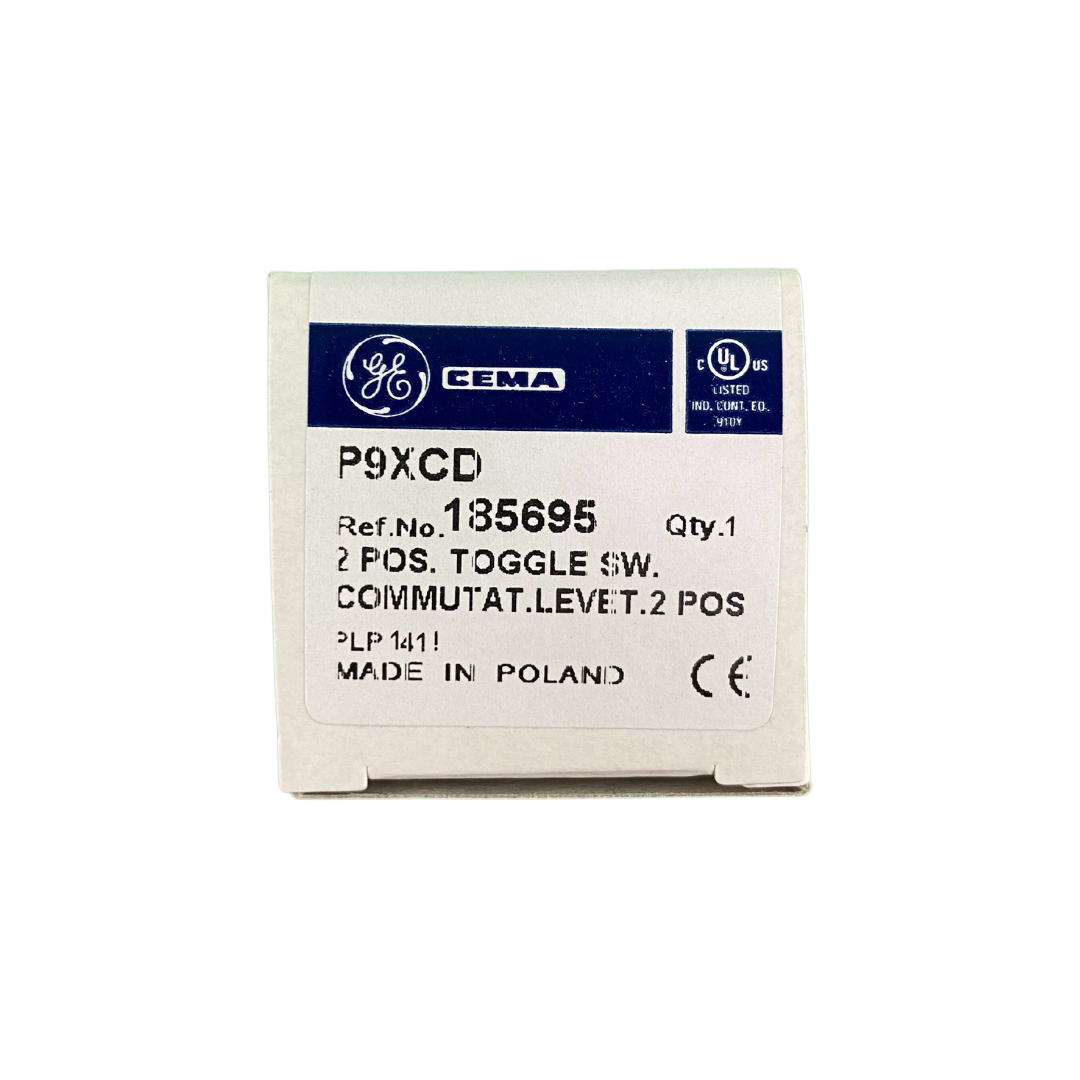 GE CEMA
C UL US
LISTED
IND. CONT. EQ.
910Y
P9XCD
Ref.No.185695 Qty.1
2 POS. TOGGLE SW.
COMMUTAT.LEVET.2 POS
PLP 141
MADE IN POLAND CE